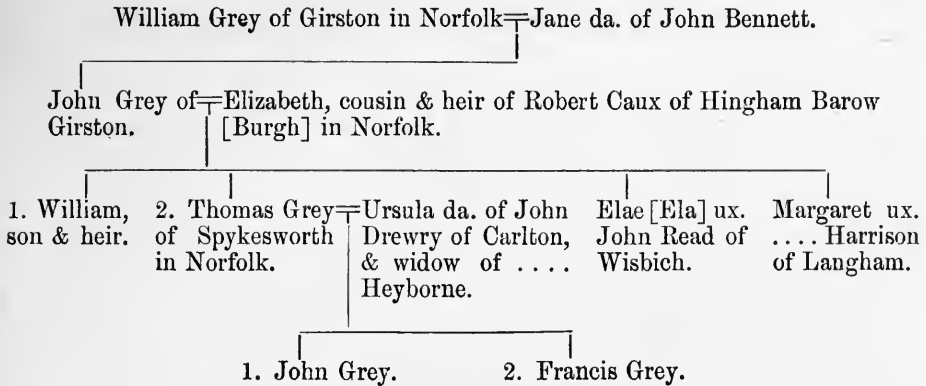 William Grey of Girston in Norfolk=Jane da. of John Bennett.
John Grey of=Elizabeth, cousin & heir of Robert Caux of Hingham Barow
Girston. [Burgh] in Norfolk.
1. William, 2. Thomas Grey=Ursula da. of John Elae [Ela] ux. Margaret ux.
son & heir. of Spykesworth Drewry of Carlton, John Read of .... Harrison
in Norfolk. & widow of .... Wisbich. of Langham.
Heyborne.
1. John Grey. 2. Francis Grey.